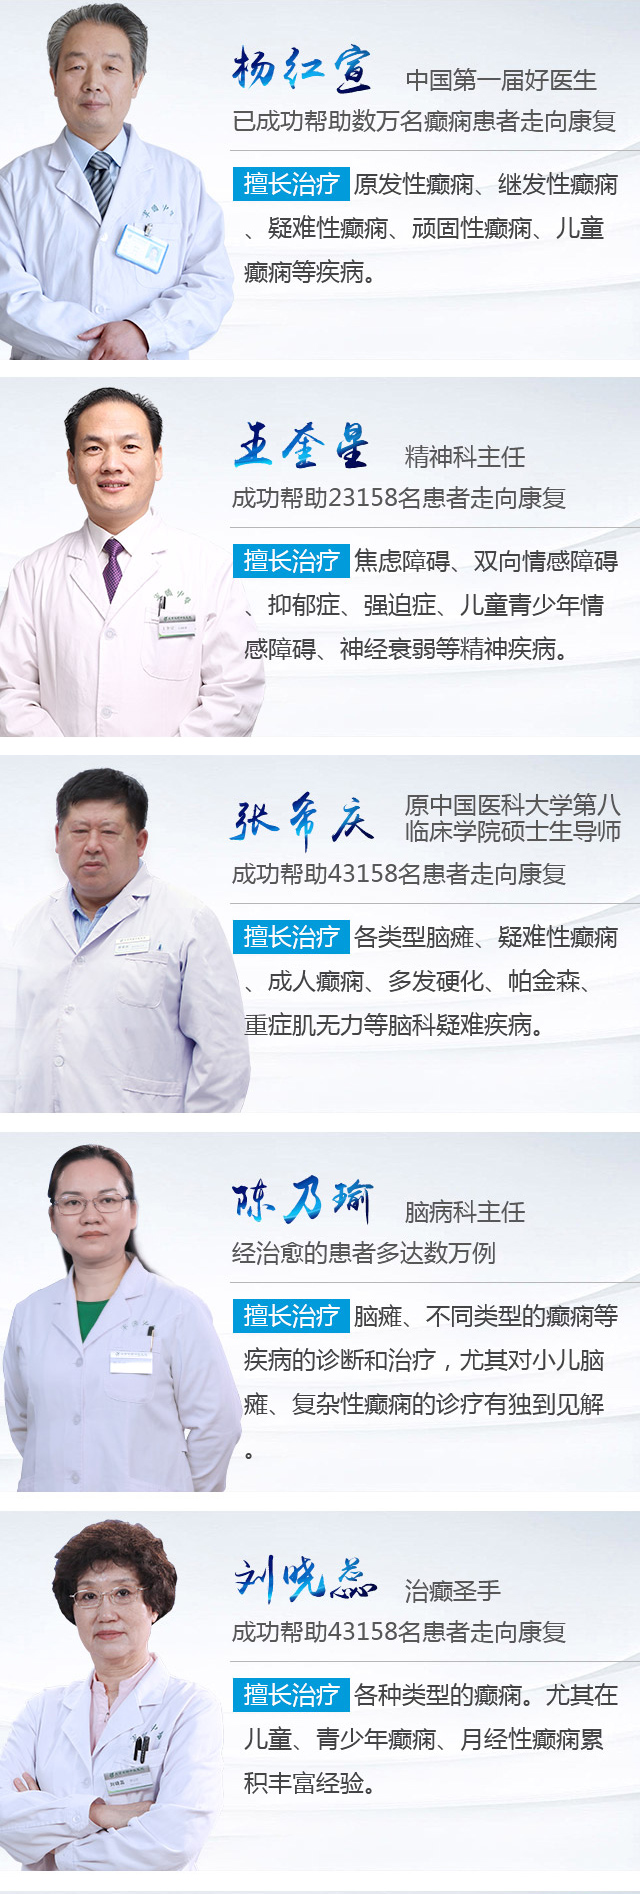 杨红宣 中国第一届好医生
已成功帮助数万名癫痫患者走向康复
擅长治疗 原发性癫痫、继发性癫痫
、疑难性癫痫、顽固性癫痫、儿童
癫痫等疾病。
王奎星 精神科主任
成功帮助23158名患者走向康复
擅长治疗 焦虑障碍、双向情感障碍
、抑郁症、强迫症、儿童青少年情
感障碍、神经衰弱等精神疾病。
张希庆 原中国医科大学第八
临床学院硕士生导师
成功帮助43158名患者走向康复
擅长治疗 各类型脑瘫、疑难性癫痫
、成人癫痫、多发硬化、帕金森、
重症肌无力等脑科疑难疾病。
陈乃瑜 脑病科主任
经治愈的患者多达数万例
擅长治疗 脑瘫、不同类型的癫痫等
疾病的诊断和治疗，尤其对小儿脑
瘫、复杂性癫痫的诊疗有独到见解
。
刘晓蕊 治癫圣手
成功帮助43158名患者走向康复
擅长治疗 各种类型的癫痫。尤其在
儿童、青少年癫痫、月经性癫痫累
积丰富经验。